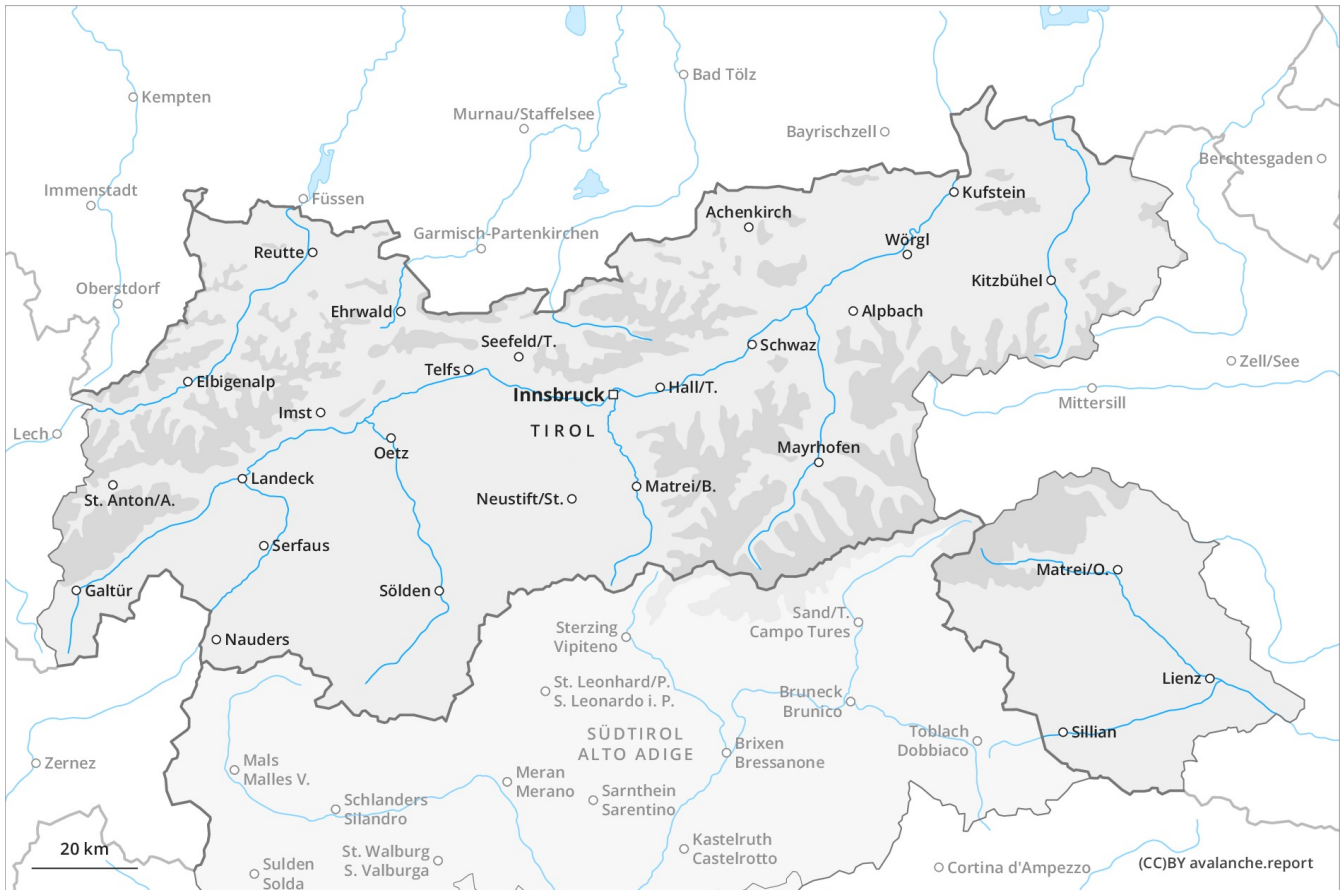 Bad Tölz
Kempten
Murnau/Staffelsee
Bayrischzell
Berchtesgaden
Immenstadt
Füssen
Kufstein
Achenkirch
Garmisch-Partenkirchen
Wörgl
Reutte
Kitzbühel
Oberstdorf
Ehrwald
Alpbach
Seefeld/T.
Schwaz
Zell/See
Telfs
Elbigenalp
Innsbruck
Hall/T.
Mittersill
Imst
TIROL
Lech
Oetz
Mayrhofen
Landeck
Matrei/B.
St. Anton/A.
Neustift/St.
Serfaus
Matrei/O.
Galtür
Sölden
Sand/T.
Campo Tures
Sterzing
Vipiteno
Nauders
Lienz
St. Leonhard/P.
S. Leonardo i. P.
Bruneck
Brunico
Sillian
SÜDTIROL
ALTO ADIGE
Toblach
Dobbiaco
Brixen
Bressanone
Zernez
Mals
Malles V.
Meran
Merano
Sarnthein
Sarentino
Schlanders
Silandro
20 km
St. Walburg
S. Valburga
Kastelruth
Castelrotto
Sulden
Solda
Cortina d'Ampezzo
(CC)BY avalanche.report